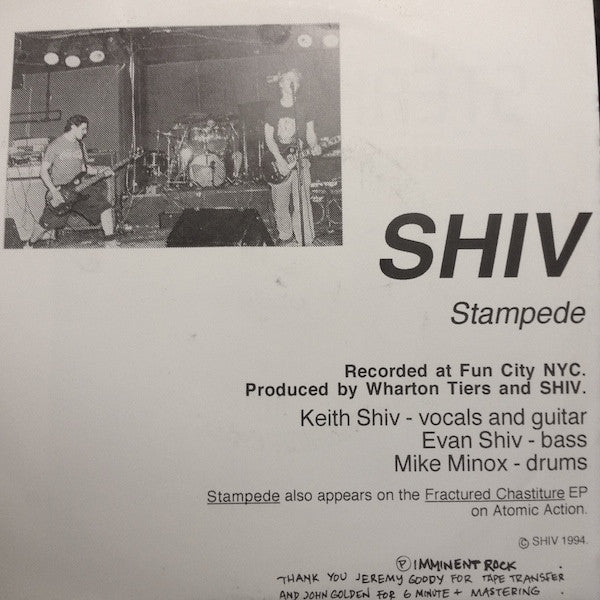 SHIV
Stampede
Recorded at Fun City NYC.
Produced by Wharton Tiers and SHIV.
Keith Shiv - vocals and guitar
Evan Shiv - bass
Mike Minox - drums
Stampede also appears on the Fractured Chastiture EP
on Atomic Action.
© SHIV 1994.
Ⓟ IMMINENT ROCK
THANK YOU JEREMY GOODY FOR TAPE TRANSFER
AND JOHN GOLDEN FOR 6 MINUTE + MASTERING